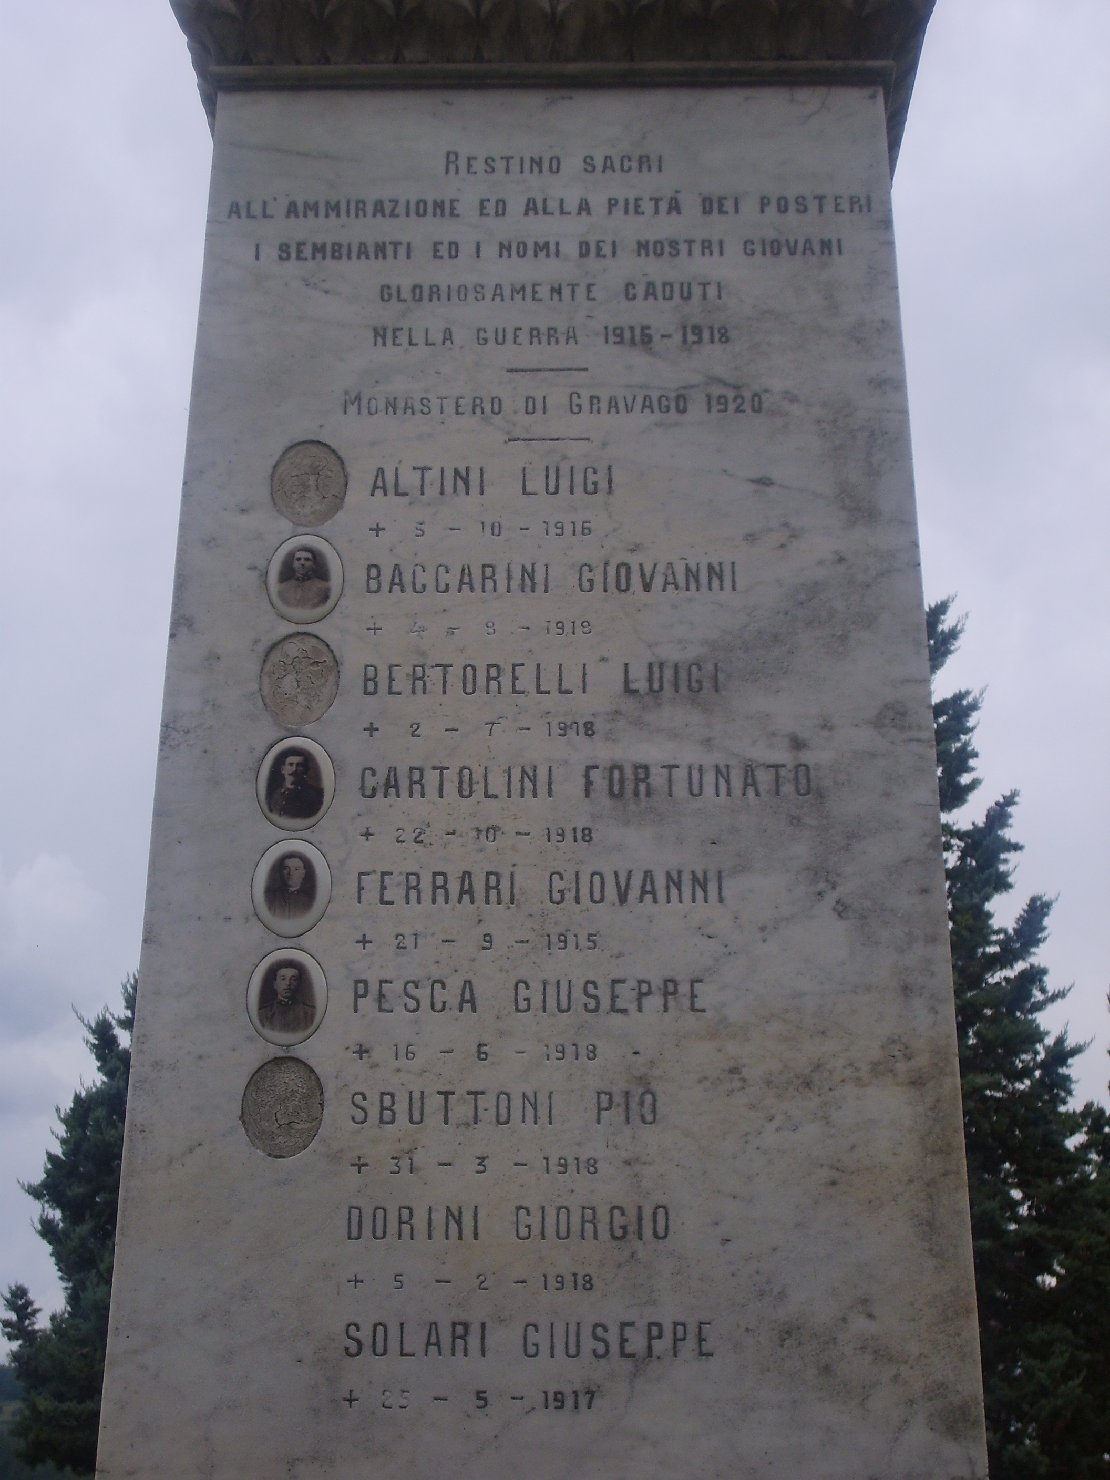 RESTINO SACRI
ALL'AMMIRAZIONE ED ALLA PIETÀ DEI POSTERI
I SEMBIANTI ED I NOMI DEI NOSTRI GIOVANI
GLORIOSAMENTE CADUTI
NELLA GUERRA 1915-1918
MONASTERO DI GRAVAGO 1920
ALTINI LUIGI
+ 5 - 10 - 1916
BACCARINI GIOVANNI
+ 4 - 8 - 1918
BERTORELLI LUIGI
+ 2 - 7 - 1918
CARTOLINI FORTUNATO
+ 22 - 10 - 1918
FERRARI GIOVANNI
+ 21 - 9 - 1915
PESCA GIUSEPPE
+ 16 - 6 - 1918
SBUTTONI PIO
+ 31 - 3 - 1918
DORINI GIORGIO
+ 5 - 2 - 1918
SOLARI GIUSEPPE
+ 25 - 5 - 1917